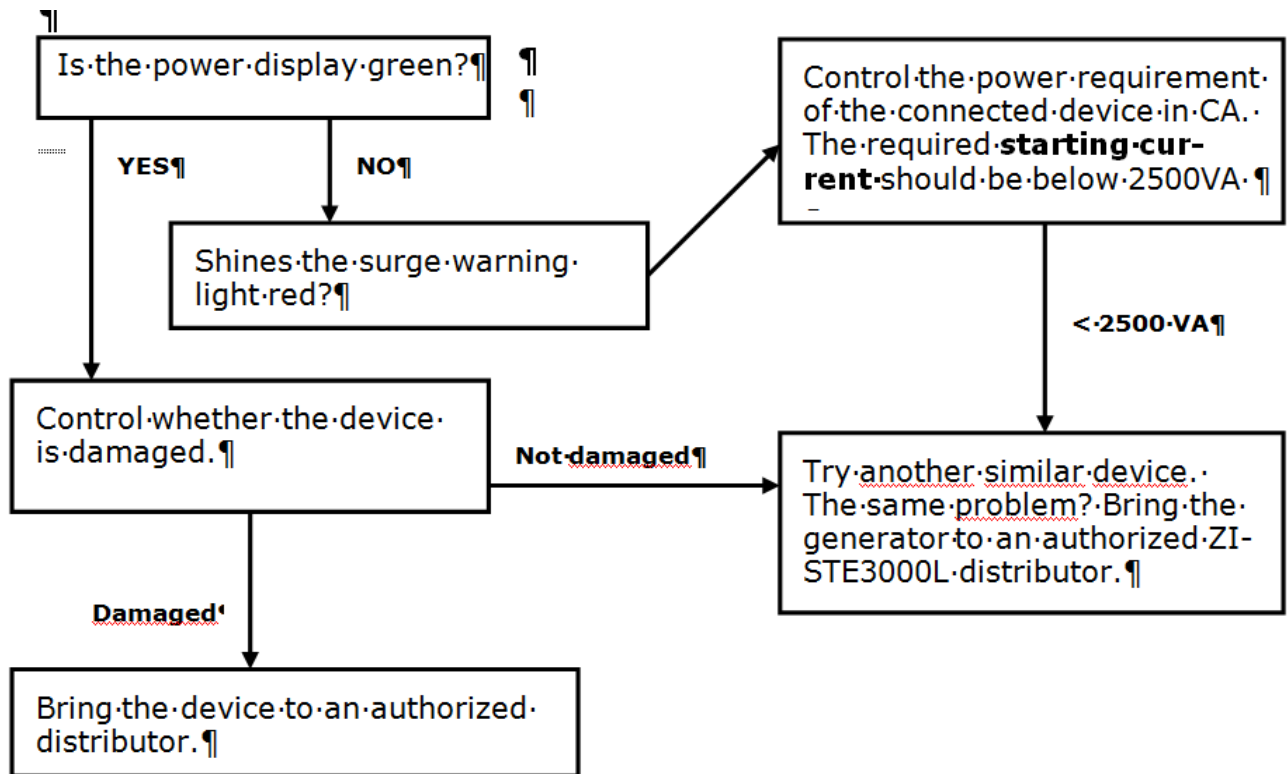 ¶
Is·the·power·display·green?¶
¶
¶
YES¶
NO¶
Shines·the·surge·warning·
light·red?¶
Control·the·power·requirement·
of·the·connected·device·in·CA.·
The·required·starting·cur-
rent·should·be·below·2500VA·¶
<·2500·VA¶
Control·whether·the·device·
is·damaged.¶
Not·damaged¶
Try·another·similar·device.·
The·same·problem?·Bring·the·
generator·to·an·authorized·ZI-
STE3000L·distributor.¶
Damaged¶
Bring·the·device·to·an·authorized·
distributor.¶